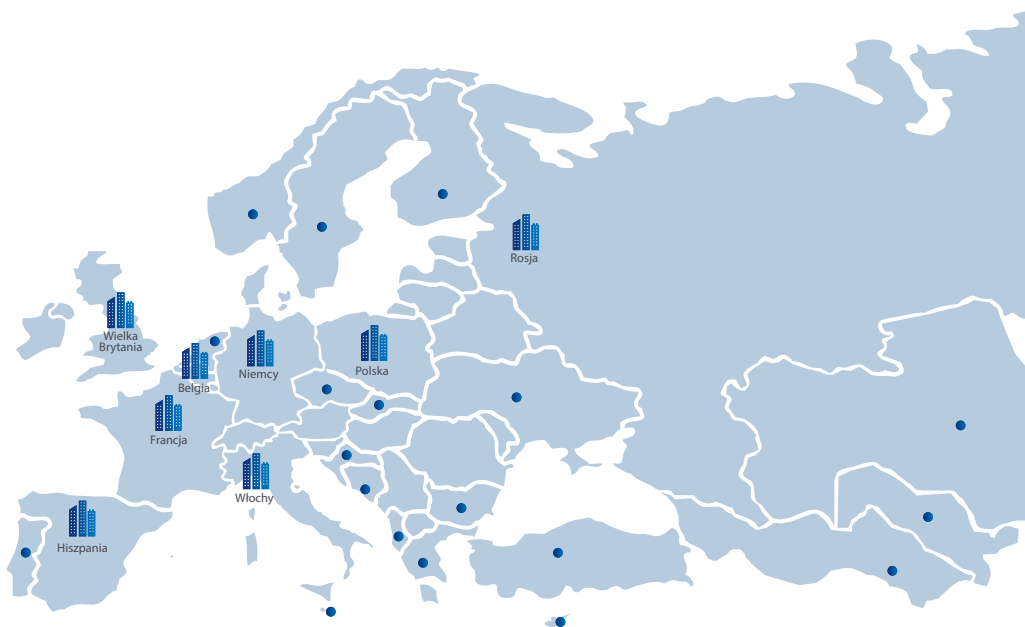 Rosja
Wielka
Brytania
Niemcy
Polska
Belgia
Francja
Włochy
Hiszpania